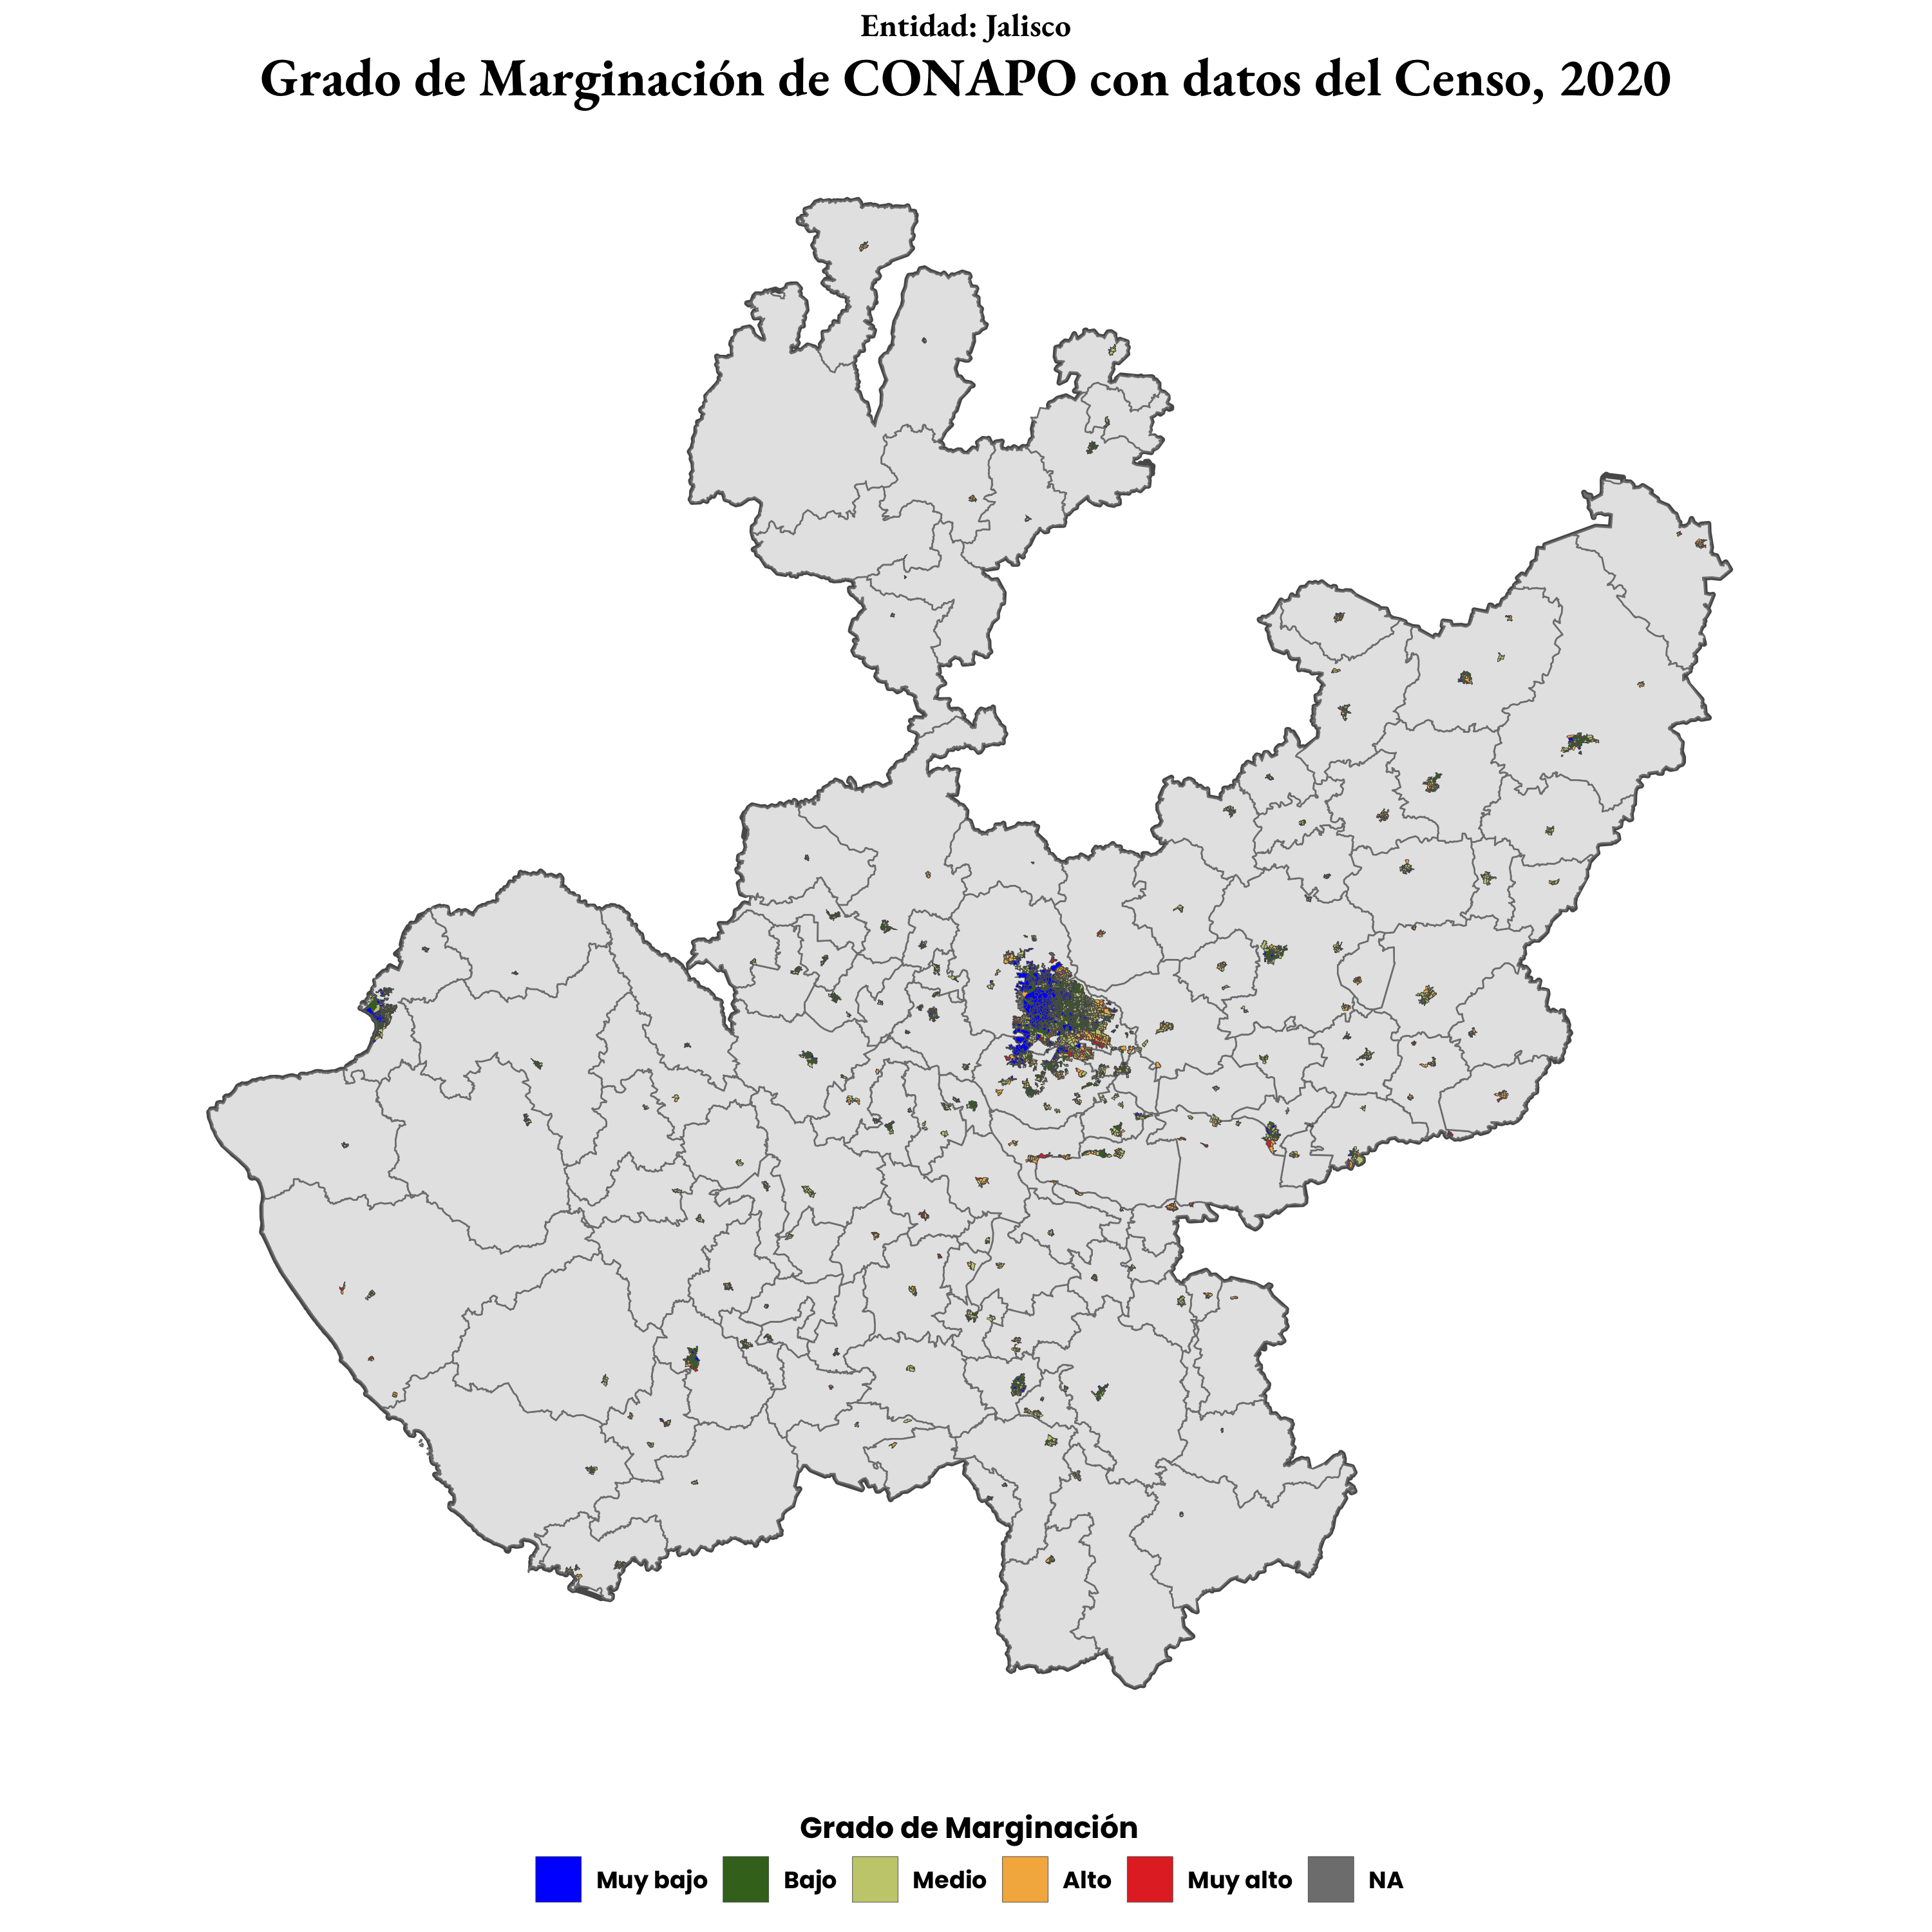 Entidad: Jalisco
Grado de Marginación de CONAPO con datos del Censo, 2020
Grado de Marginación
Muy bajo Bajo Medio Alto Muy alto NA